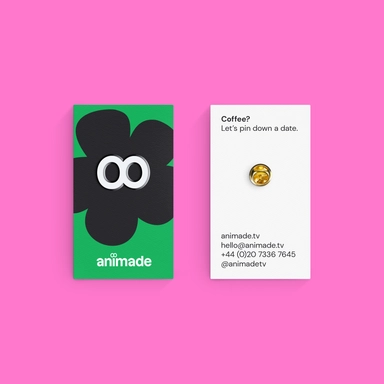 animade
Coffee?
Let's pin down a date.
animade.tv
hello@animade.tv
+44 (0)20 7336 7645
@animadetv